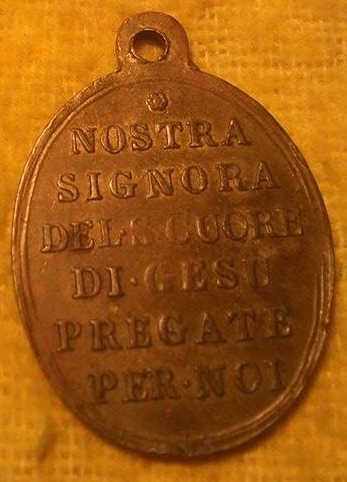 NOSTRA
SIGNORA
DEL S CUORE
DI·GESU
PREGATE
PER·NOI